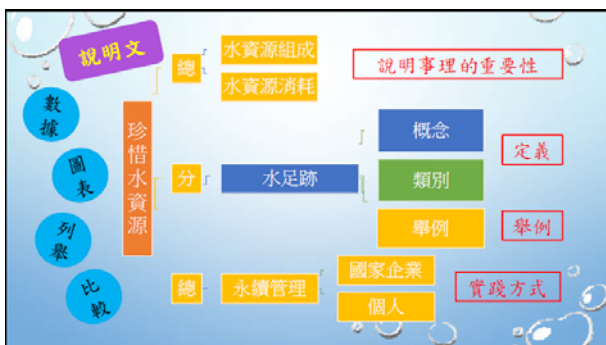 說明文
數據
圖表
列舉
比較
珍惜水資源
總
水資源組成
水資源消耗
說明事理的重要性
分
水足跡
概念
類別
舉例
定義
舉例
總
永續管理
國家企業
個人
實踐方式